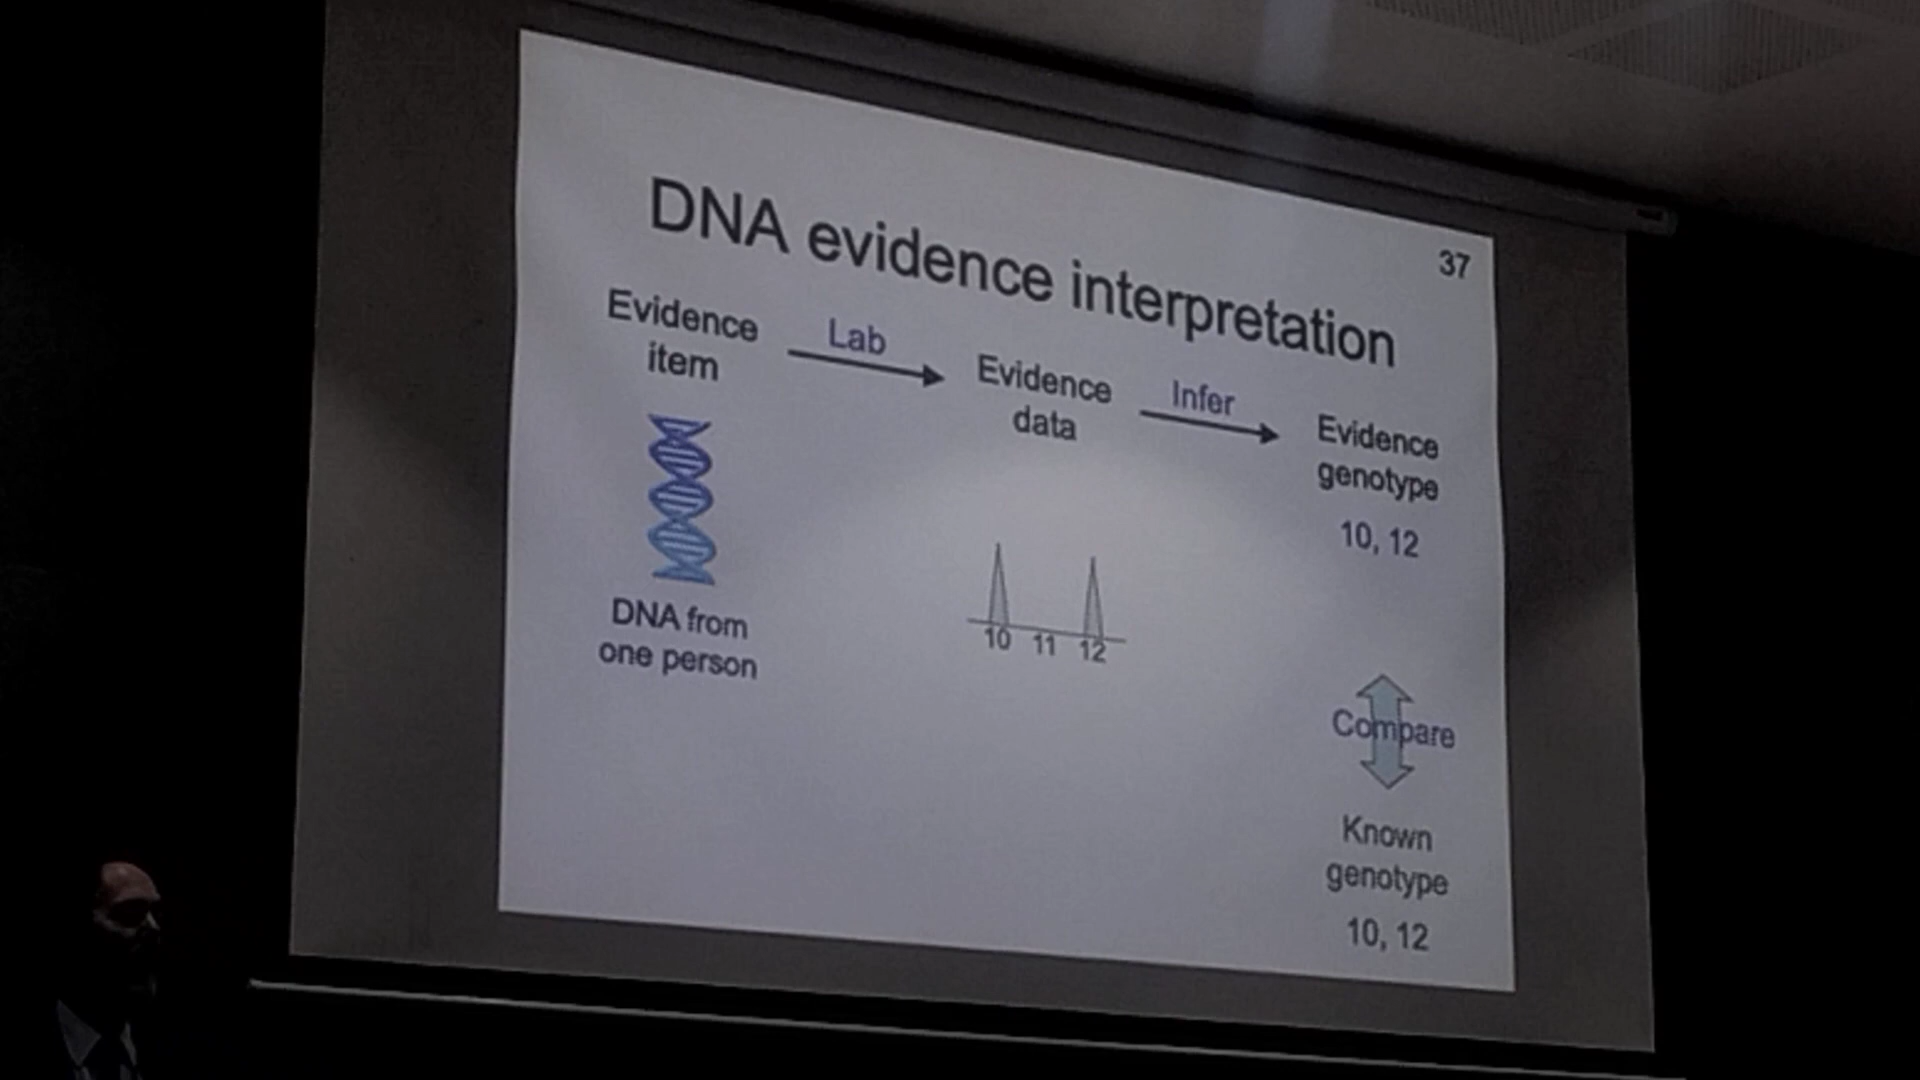 DNA evidence interpretation
37
Evidence
item
Lab
Evidence
data
Infer
Evidence
genotype
10, 12
DNA from
one person
10 11 12
Compare
Known
genotype
10, 12